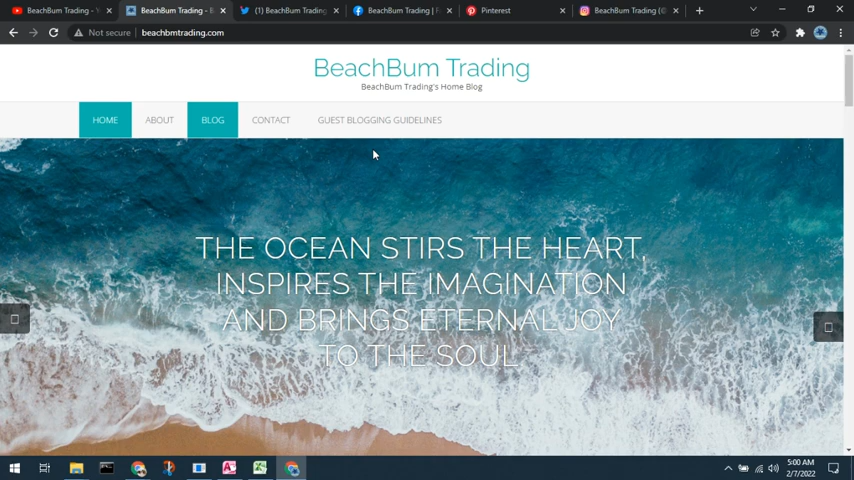 BeachBum Trading - Y
BeachBum Trading - B
(1) BeachBum Trading
BeachBum Trading | F
Pinterest
BeachBum Trading (@
Not secure
beachbmtrading.com
BeachBum Trading
BeachBum Trading's Home Blog
HOME ABOUT BLOG CONTACT GUEST BLOGGING GUIDELINES
THE OCEAN STIRS THE HEART,
INSPIRES THE IMAGINATION
AND BRINGS ETERNAL JOY
TO THE SOUL
5:00 AM
2/7/2022